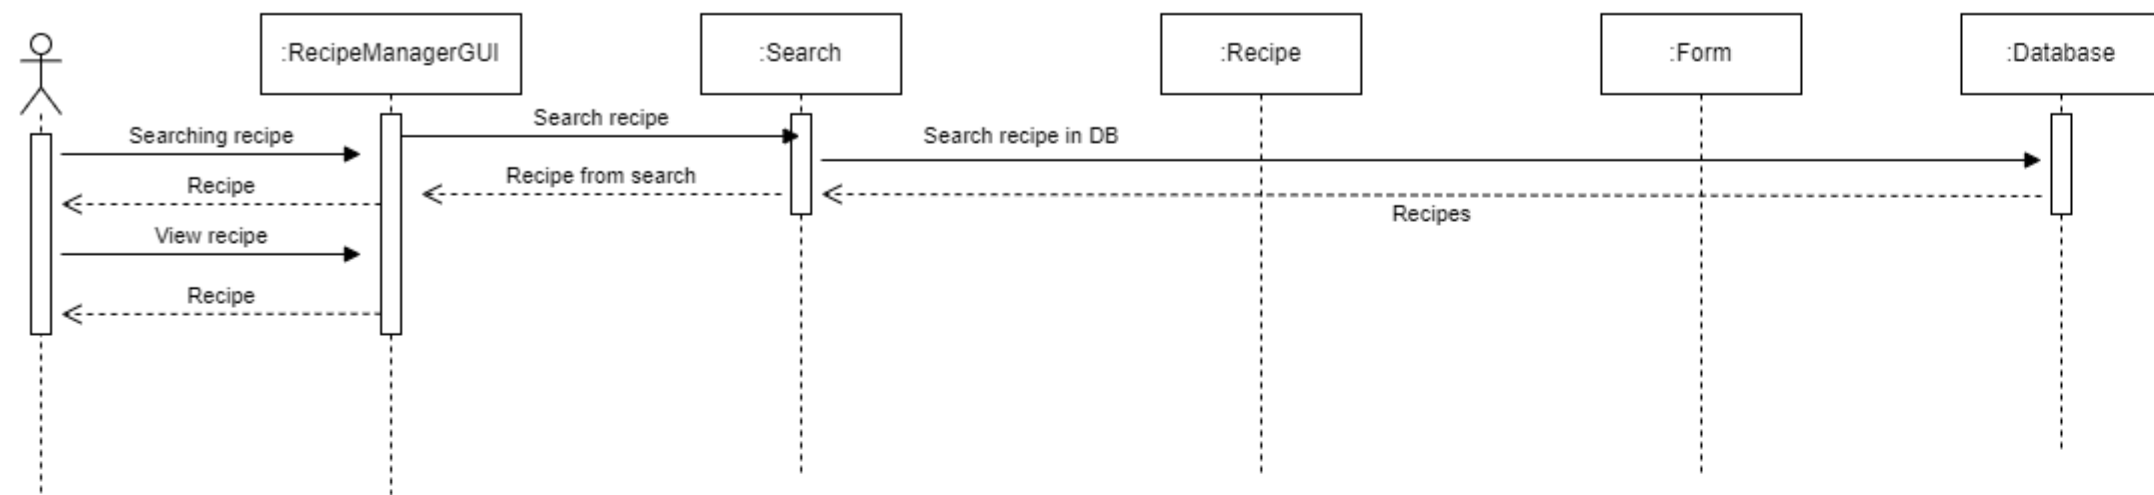 :RecipeManagerGUI
:Search
:Recipe
:Form
:Database
Searching recipe
Search recipe
Search recipe in DB
Recipe
Recipe from search
Recipes
View recipe
Recipe